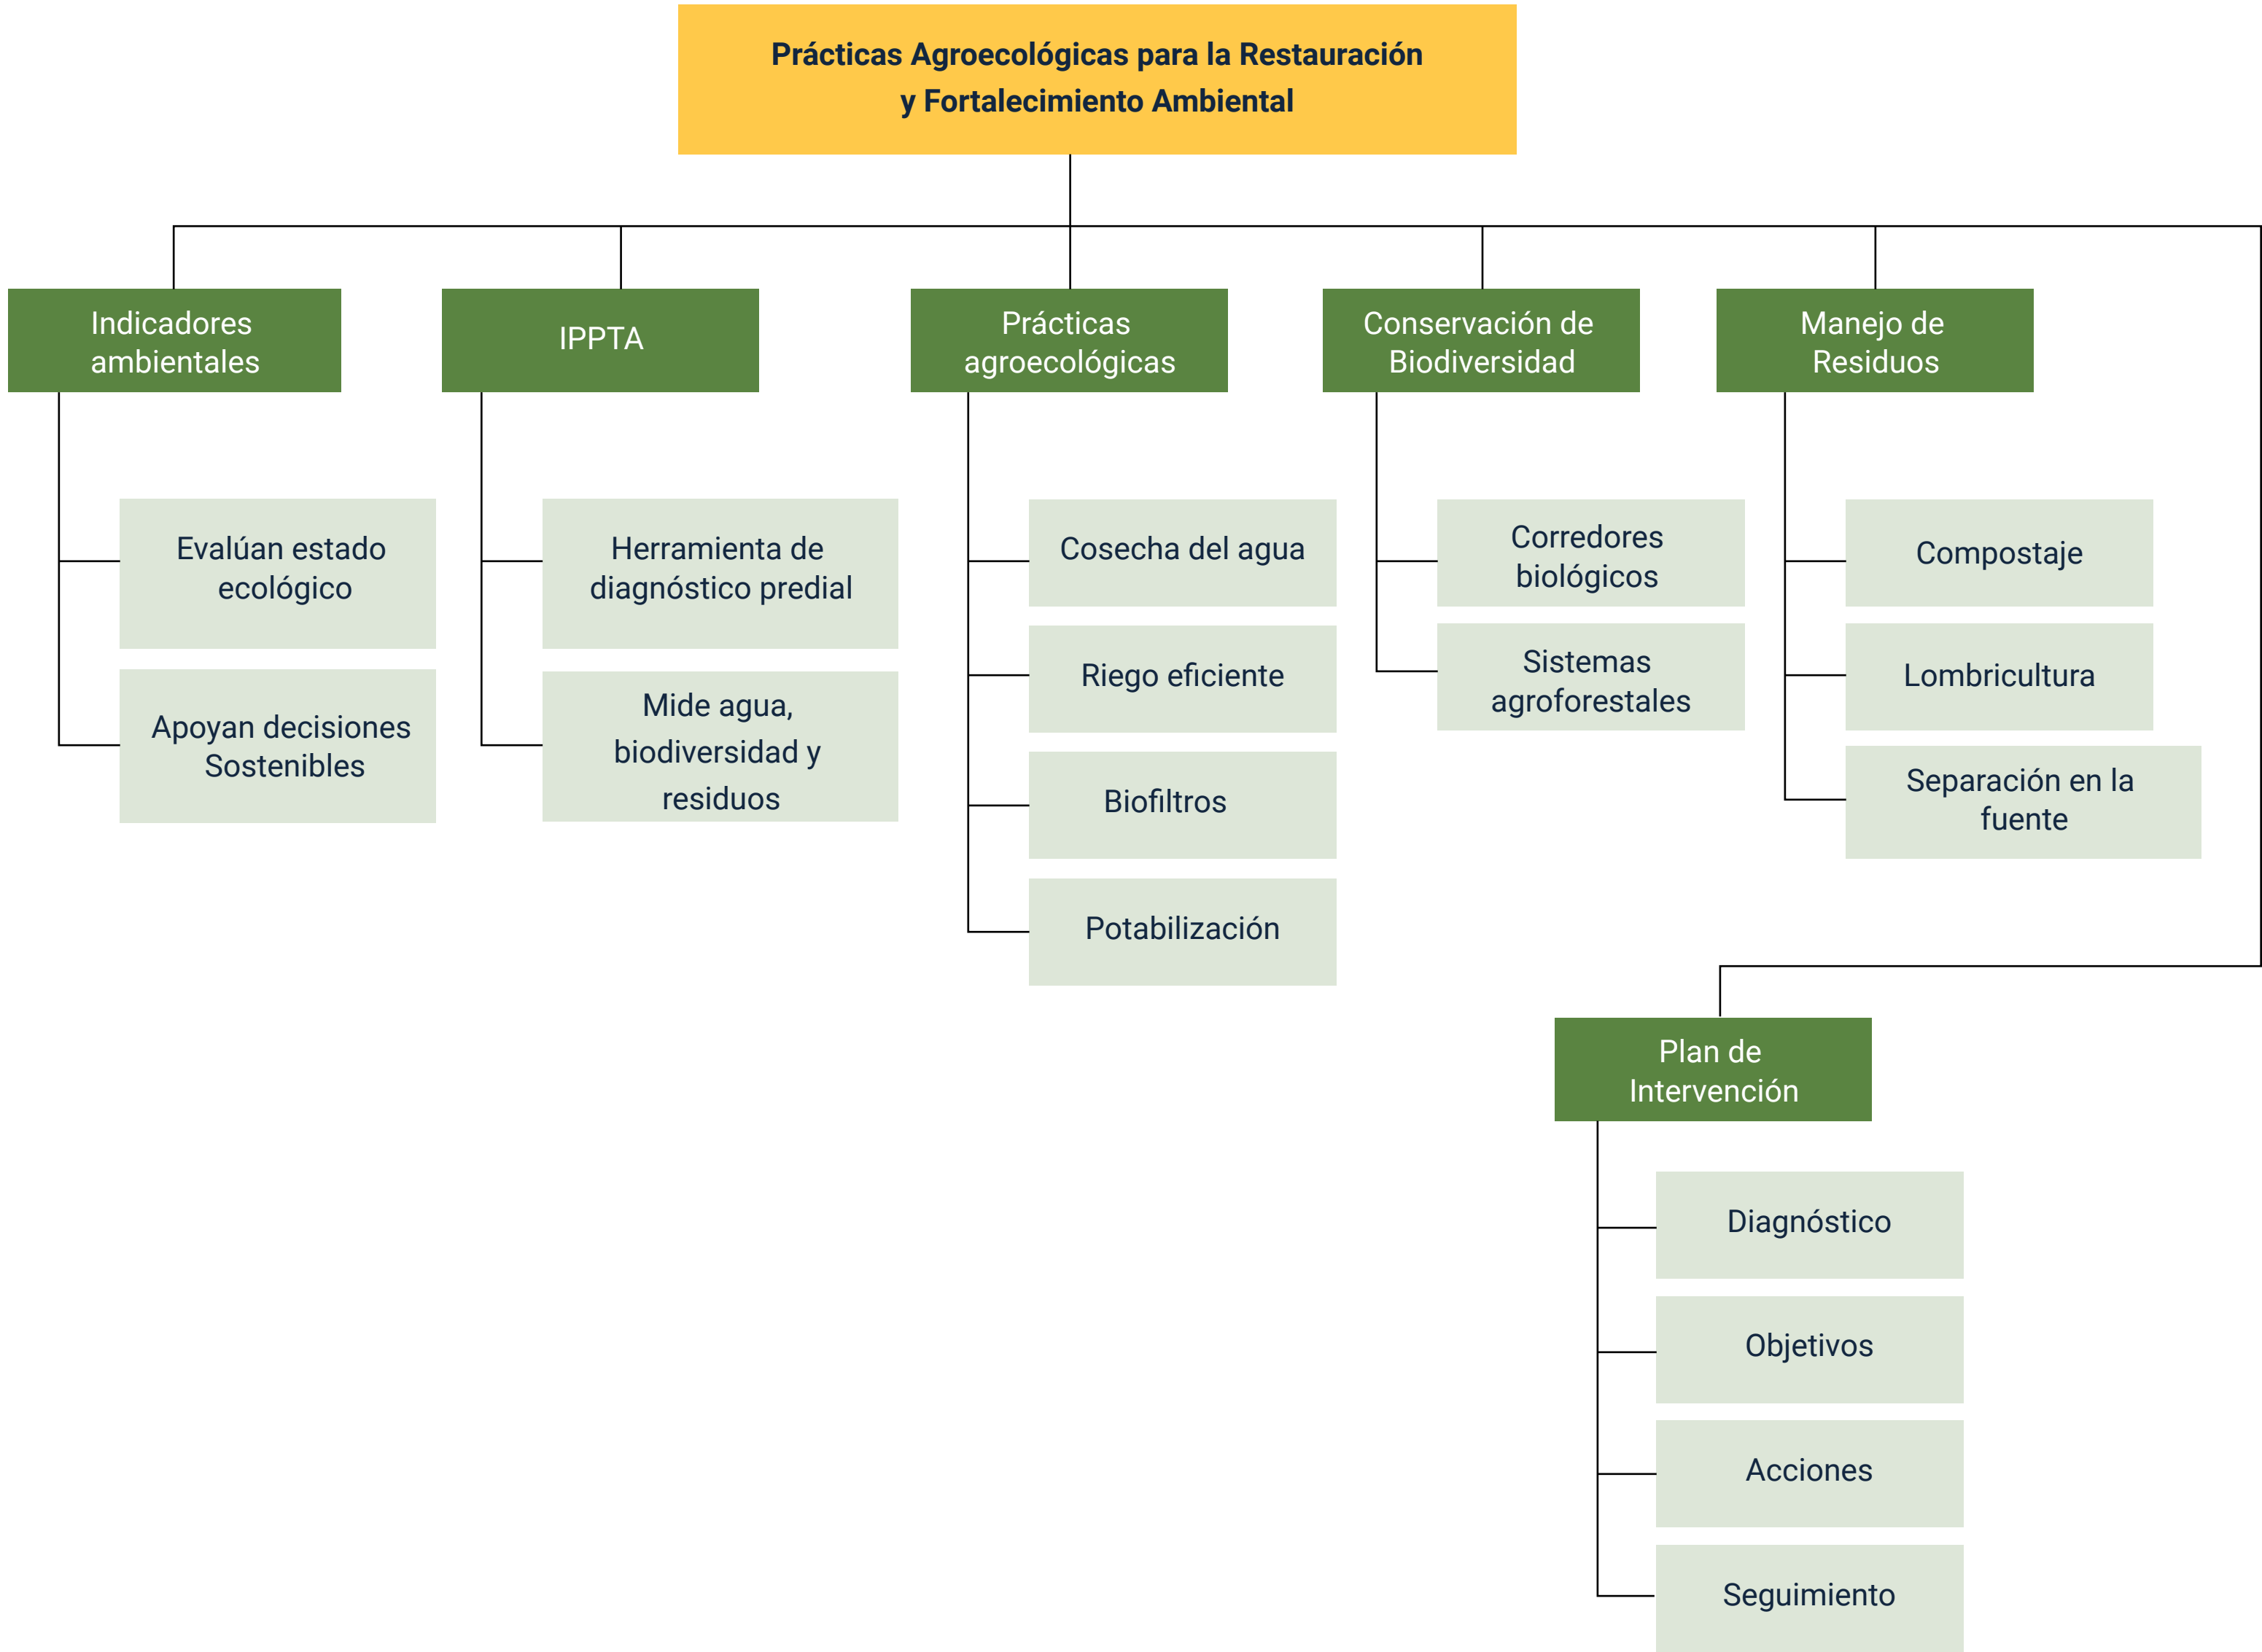 Prácticas Agroecológicas para la Restauración
y Fortalecimiento Ambiental
Indicadores
ambientales
IPPTA
Prácticas
agroecológicas
Conservación de
Biodiversidad
Manejo de
Residuos
Evalúan estado
ecológico
Apoyan decisiones
Sostenibles
Herramienta de
diagnóstico predial
Mide agua,
biodiversidad y
residuos
Cosecha del agua
Riego eficiente
Biofiltros
Potabilización
Corredores
biológicos
Sistemas
agroforestales
Compostaje
Lombricultura
Separación en la
fuente
Plan de
Intervención
Diagnóstico
Objetivos
Acciones
Seguimiento